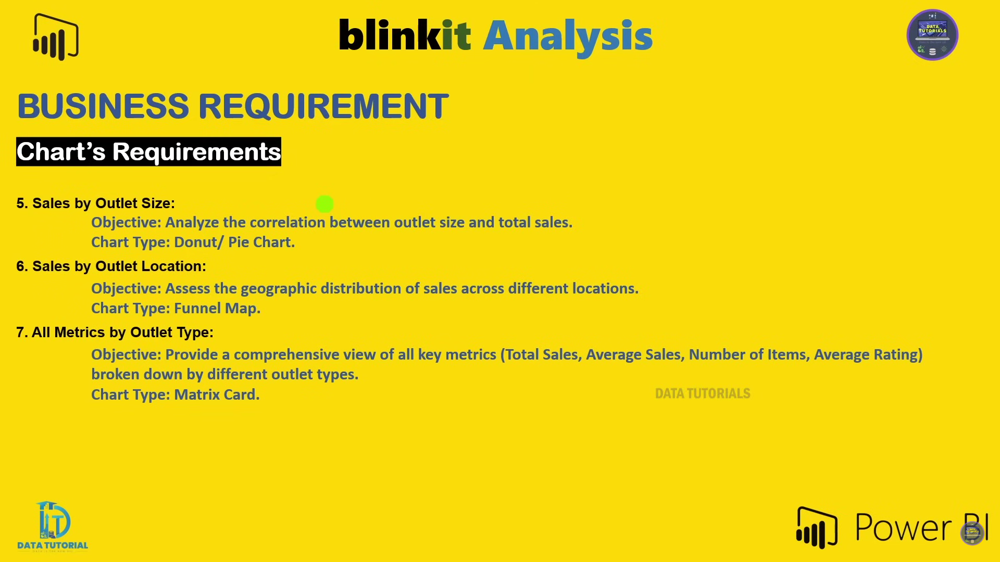 blinkit Analysis
DATA
TUTORIALS
BUSINESS REQUIREMENT
Chart’s Requirements
5. Sales by Outlet Size:
Objective: Analyze the correlation between outlet size and total sales.
Chart Type: Donut/ Pie Chart.
6. Sales by Outlet Location:
Objective: Assess the geographic distribution of sales across different locations.
Chart Type: Funnel Map.
7. All Metrics by Outlet Type:
Objective: Provide a comprehensive view of all key metrics (Total Sales, Average Sales, Number of Items, Average Rating)
broken down by different outlet types.
Chart Type: Matrix Card.
DATA TUTORIALS
DATA TUTORIAL
Power BI